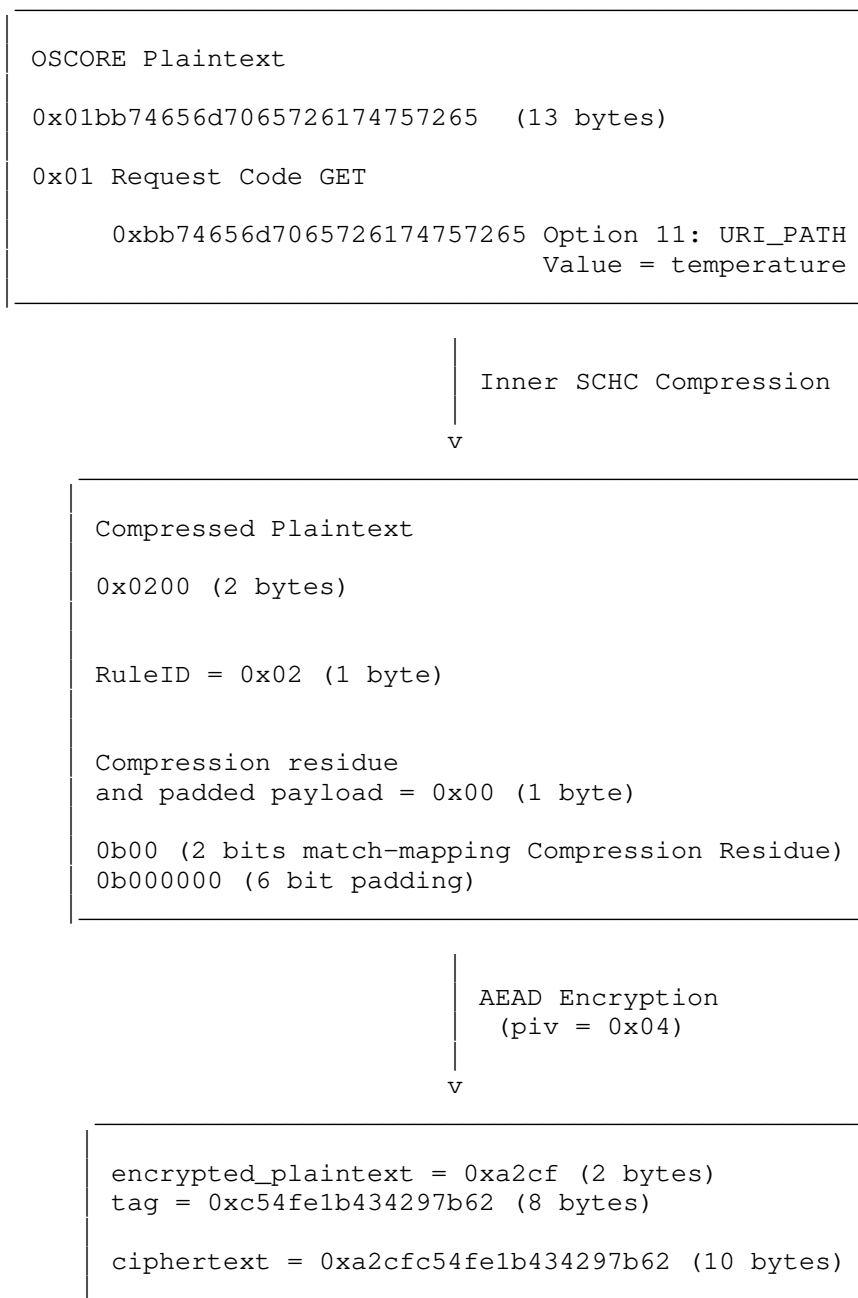 OSCORE Plaintext
0x01bb74656d7065726174757265 (13 bytes)
0x01 Request Code GET
0xbb74656d7065726174757265 Option 11: URI_PATH
Value = temperature
Inner SCHC Compression
v
Compressed Plaintext
0x0200 (2 bytes)
RuleID = 0x02 (1 byte)
Compression residue
and padded payload = 0x00 (1 byte)
0b00 (2 bits match-mapping Compression Residue)
0b000000 (6 bit padding)
AEAD Encryption
(piv = 0x04)
v
encrypted_plaintext = 0xa2cf (2 bytes)
tag = 0xc54fe1b434297b62 (8 bytes)
ciphertext = 0xa2cfc54fe1b434297b62 (10 bytes)